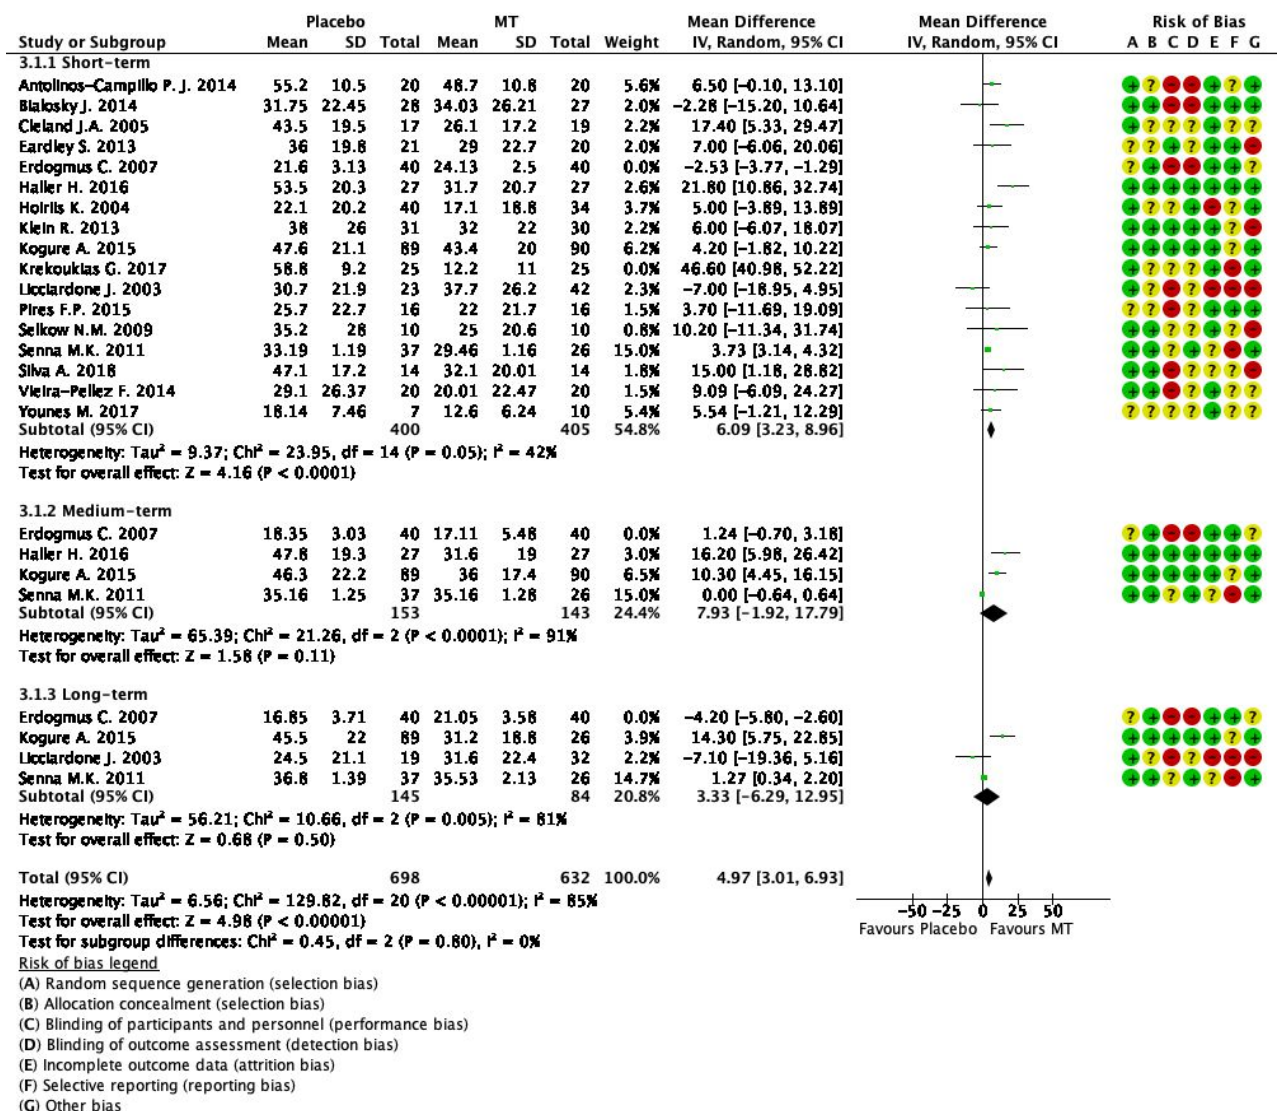 Placebo MT Mean Difference Mean Difference Risk of Bias
Study or Subgroup Mean SD Total Mean SD Total Weight IV, Random, 95% CI IV, Random, 95% CI A B C D E F G
3.1.1 Short-term
Antolinos-Campillo P. J. 2014 55.2 10.5 20 48.7 10.8 20 5.6% 6.50 [-0.10, 13.10] + ? - - + ? +
Bialosky J. 2014 31.75 22.45 28 34.03 26.21 27 2.0% -2.28 [-15.20, 10.64] + + - - + + +
Cleland J.A. 2005 43.5 19.5 17 26.1 17.2 19 2.2% 17.40 [5.33, 29.47] + ? ? ? + ? ?
Eardley S. 2013 36 19.8 21 29 22.7 20 2.0% 7.00 [-6.06, 20.06] ? ? + ? + + -
Erdogmus C. 2007 21.6 3.13 40 24.13 2.5 40 0.0% -2.53 [-3.77, -1.29] ? + - - + + ?
Haller H. 2016 53.5 20.3 27 31.7 20.7 27 2.6% 21.80 [10.86, 32.74] + + + + + + +
Hoiriis K. 2004 22.1 20.2 40 17.1 18.8 34 3.7% 5.00 [-3.89, 13.89] + ? ? + - ? +
Klein R. 2013 38 26 31 32 22 30 2.2% 6.00 [-6.07, 18.07] + + + + + ? -
Kogure A. 2015 47.6 21.1 89 43.4 20 90 6.2% 4.20 [-1.82, 10.22] + + + + + ? +
Krekoukias G. 2017 58.8 9.2 25 12.2 11 25 0.0% 46.60 [40.98, 52.22] + ? ? ? + - +
Licciardone J. 2003 30.7 21.9 23 37.7 26.2 42 2.3% -7.00 [-18.95, 4.95] + ? - ? - - -
Pires F.P. 2015 25.7 22.7 16 22 21.7 16 1.5% 3.70 [-11.69, 19.09] ? ? - ? + + +
Selkow N.M. 2009 35.2 28 10 25 20.6 10 0.8% 10.20 [-11.34, 31.74] + + ? ? + ? -
Senna M.K. 2011 33.19 1.19 37 29.46 1.16 26 15.0% 3.73 [3.14, 4.32] + + ? + ? - +
Silva A. 2018 47.1 17.2 14 32.1 20.01 14 1.8% 15.00 [1.18, 28.82] + + - ? ? ? -
Vieira-Pellez F. 2014 29.1 26.37 20 20.01 22.47 20 1.5% 9.09 [-6.09, 24.27] + + - ? + ? +
Younes M. 2017 18.14 7.46 7 12.6 6.24 10 5.4% 5.54 [-1.21, 12.29] ? ? ? ? + ? ?
Subtotal (95% CI) 400 405 54.8% 6.09 [3.23, 8.96]
Heterogeneity: Tau² = 9.37; Chi² = 23.95, df = 14 (P = 0.05); I² = 42%
Test for overall effect: Z = 4.16 (P < 0.0001)
3.1.2 Medium-term
Erdogmus C. 2007 18.35 3.03 40 17.11 5.48 40 0.0% 1.24 [-0.70, 3.18] ? + - - + + ?
Haller H. 2016 47.8 19.3 27 31.6 19 27 3.0% 16.20 [5.98, 26.42] + + + + + + +
Kogure A. 2015 46.3 22.2 89 36 17.4 90 6.5% 10.30 [4.45, 16.15] + + + + + ? +
Senna M.K. 2011 35.16 1.25 37 35.16 1.28 26 15.0% 0.00 [-0.64, 0.64] + + ? + ? - +
Subtotal (95% CI) 153 143 24.4% 7.93 [-1.92, 17.79]
Heterogeneity: Tau² = 65.39; Chi² = 21.26, df = 2 (P < 0.0001); I² = 91%
Test for overall effect: Z = 1.58 (P = 0.11)
3.1.3 Long-term
Erdogmus C. 2007 16.85 3.71 40 21.05 3.58 40 0.0% -4.20 [-5.80, -2.60] ? + - - + + ?
Kogure A. 2015 45.5 22 89 31.2 18.8 26 3.9% 14.30 [5.75, 22.85] + + + + + ? +
Licciardone J. 2003 24.5 21.1 19 31.6 22.4 32 2.2% -7.10 [-19.36, 5.16] + ? - ? - - -
Senna M.K. 2011 36.8 1.39 37 35.53 2.13 26 14.7% 1.27 [0.34, 2.20] + + ? + ? - +
Subtotal (95% CI) 145 84 20.8% 3.33 [-6.29, 12.95]
Heterogeneity: Tau² = 56.21; Chi² = 10.66, df = 2 (P = 0.005); I² = 81%
Test for overall effect: Z = 0.68 (P = 0.50)
Total (95% CI) 698 632 100.0% 4.97 [3.01, 6.93]
Heterogeneity: Tau² = 6.56; Chi² = 129.82, df = 20 (P < 0.00001); I² = 85%
Test for overall effect: Z = 4.98 (P < 0.00001)
Test for subgroup differences: Chi² = 0.45, df = 2 (P = 0.80), I² = 0%
-50 -25 0 25 50
Favours Placebo Favours MT
Risk of bias legend
(A) Random sequence generation (selection bias)
(B) Allocation concealment (selection bias)
(C) Blinding of participants and personnel (performance bias)
(D) Blinding of outcome assessment (detection bias)
(E) Incomplete outcome data (attrition bias)
(F) Selective reporting (reporting bias)
(G) Other bias